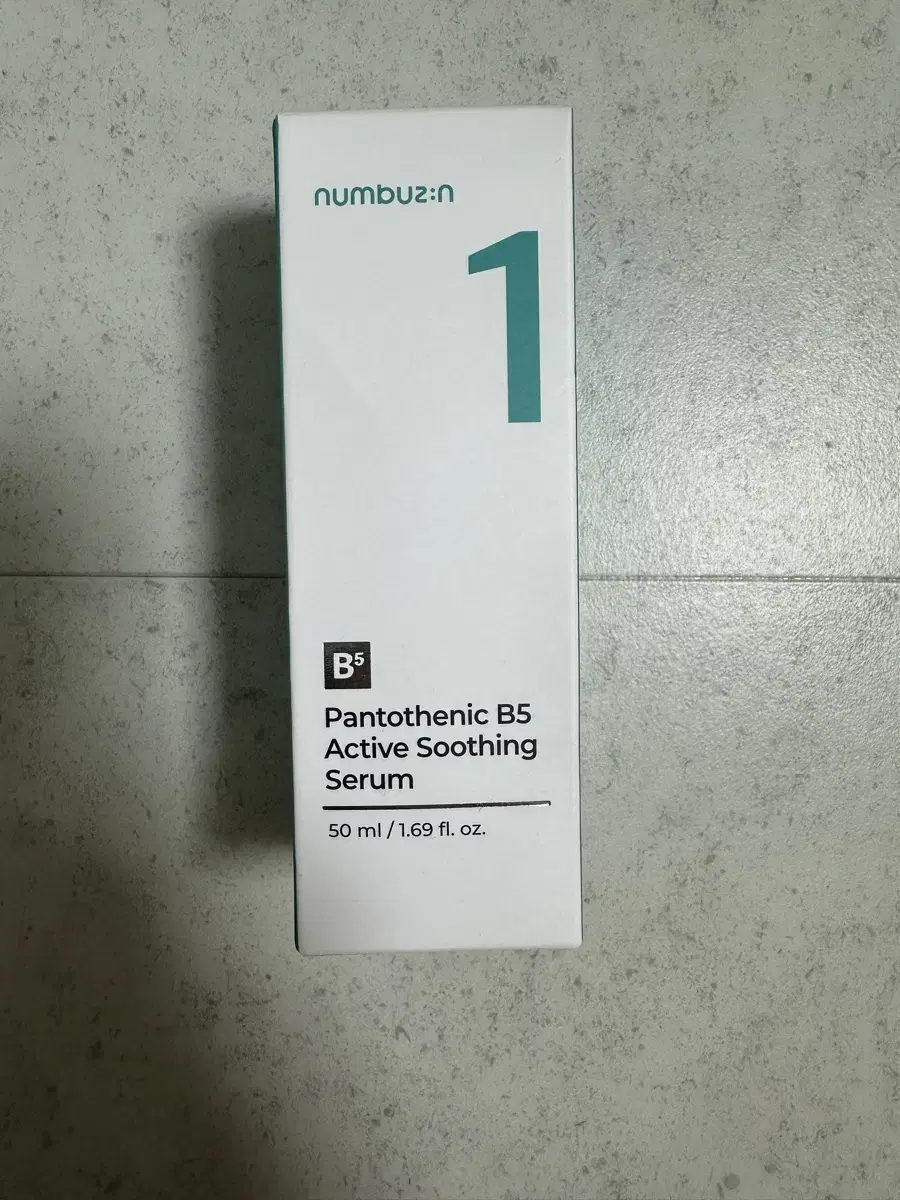 numbuz:n
1
B⁵
Pantothenic B5
Active Soothing
Serum
50 ml / 1.69 fl. oz.